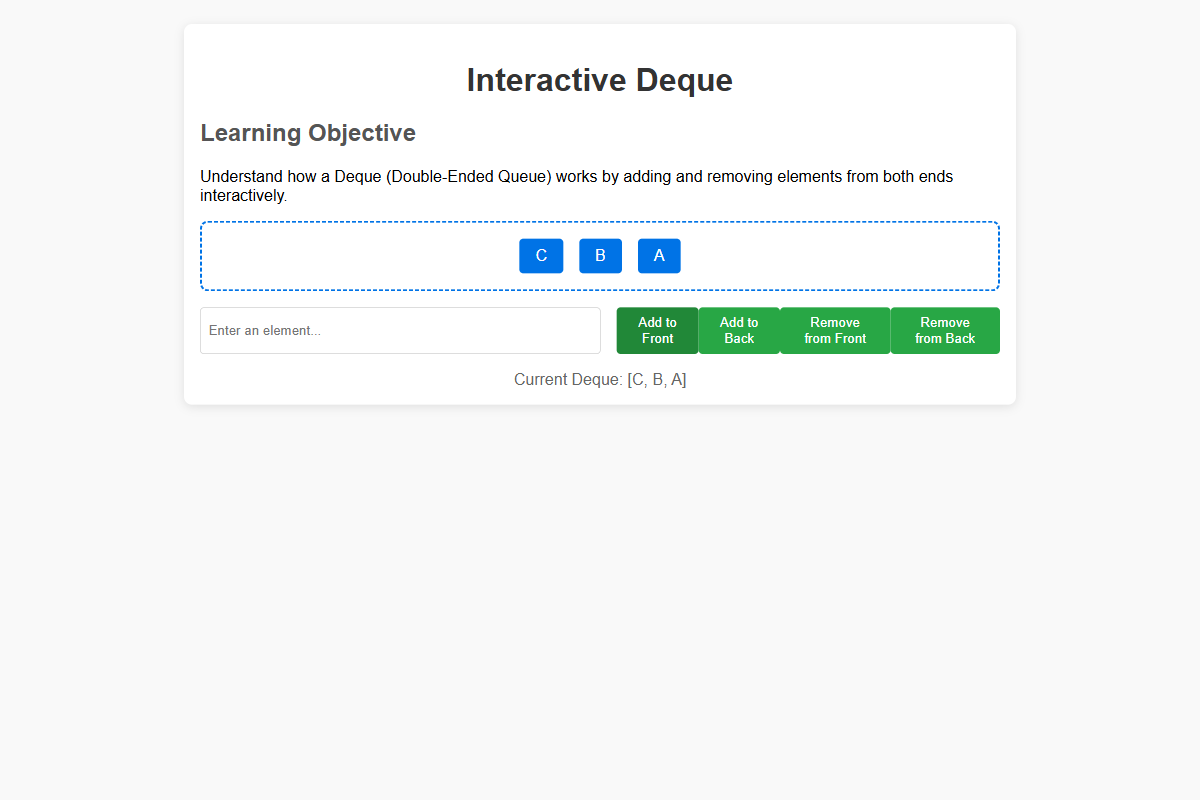 Interactive Deque
Learning Objective
Understand how a Deque (Double-Ended Queue) works by adding and removing elements from both ends
interactively.
C B A
Enter an element...
Add to
Front
Add to
Back
Remove
from Front
Remove
from Back
Current Deque: [C, B, A]